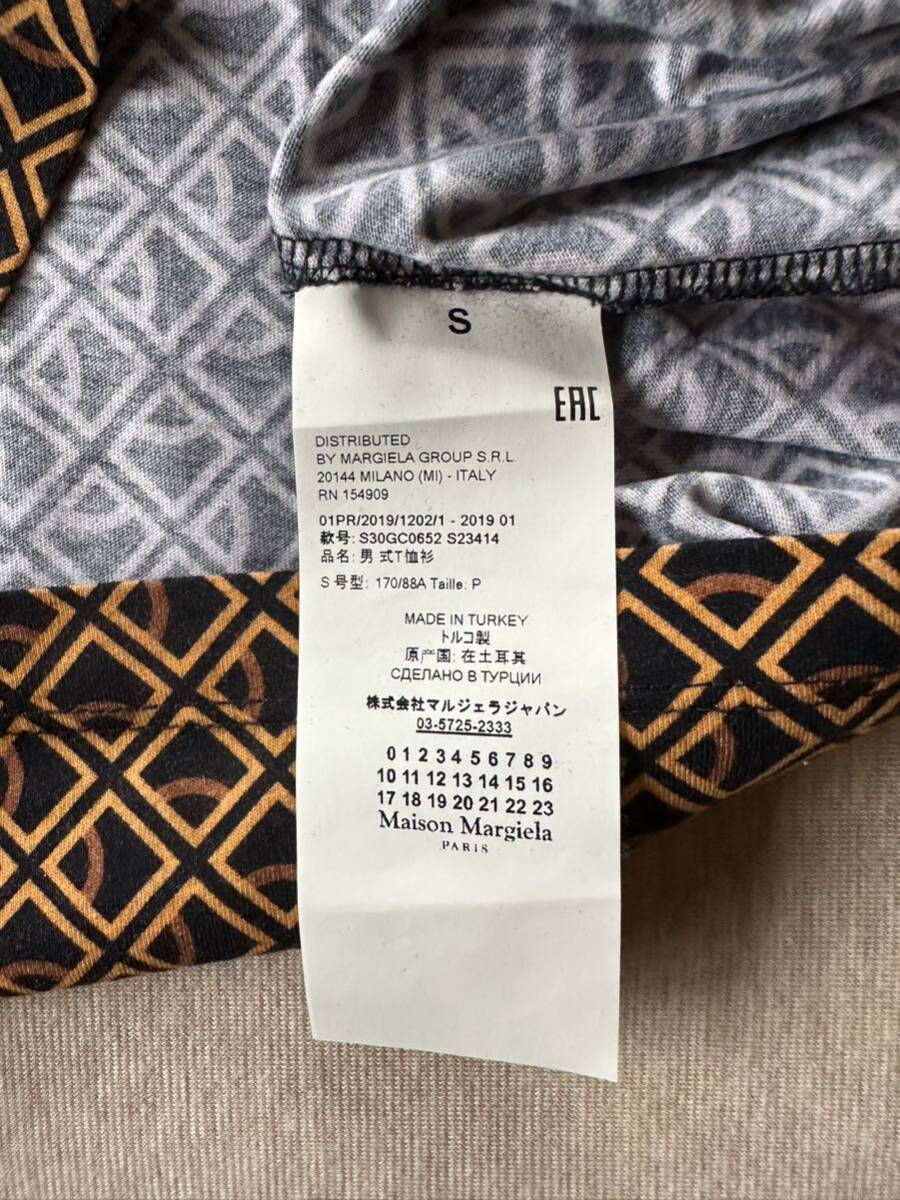 S
EAC
DISTRIBUTED
BY MARGIELA GROUP S.R.L
20144 MILANO (MI) - ITALY
RN 154909
01PR/2019/1202/1 - 2019 01
款号: S30GC0652 S23414
品名: 男 式T恤衫
S 号型: 170/88A Taille: P
MADE IN TURKEY
トルコ製
原产国: 在土耳其
СДЕЛАНО В ТУРЦИИ
株式会社マルジェラジャパン
03-5725-2333
0 1 2 3 4 5 6 7 8 9
10 11 12 13 14 15 16
17 18 19 20 21 22 23
Maison Margiela
PARIS